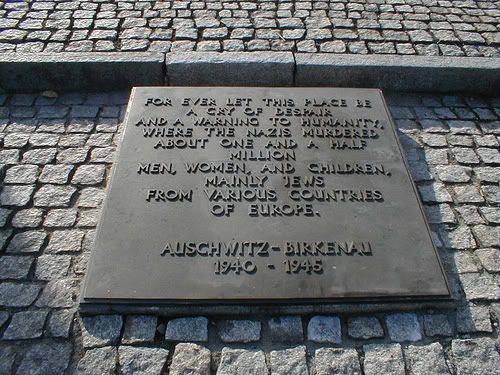 FOR EVER LET THIS PLACE BE
A CRY OF DESPAIR
AND A WARNING TO HUMANITY,
WHERE THE NAZIS MURDERED
ABOUT ONE AND A HALF
MILLION
MEN, WOMEN, AND CHILDREN,
MAINLY JEWS
FROM VARIOUS COUNTRIES
OF EUROPE.
AUSCHWITZ-BIRKENAU
1940 - 1945